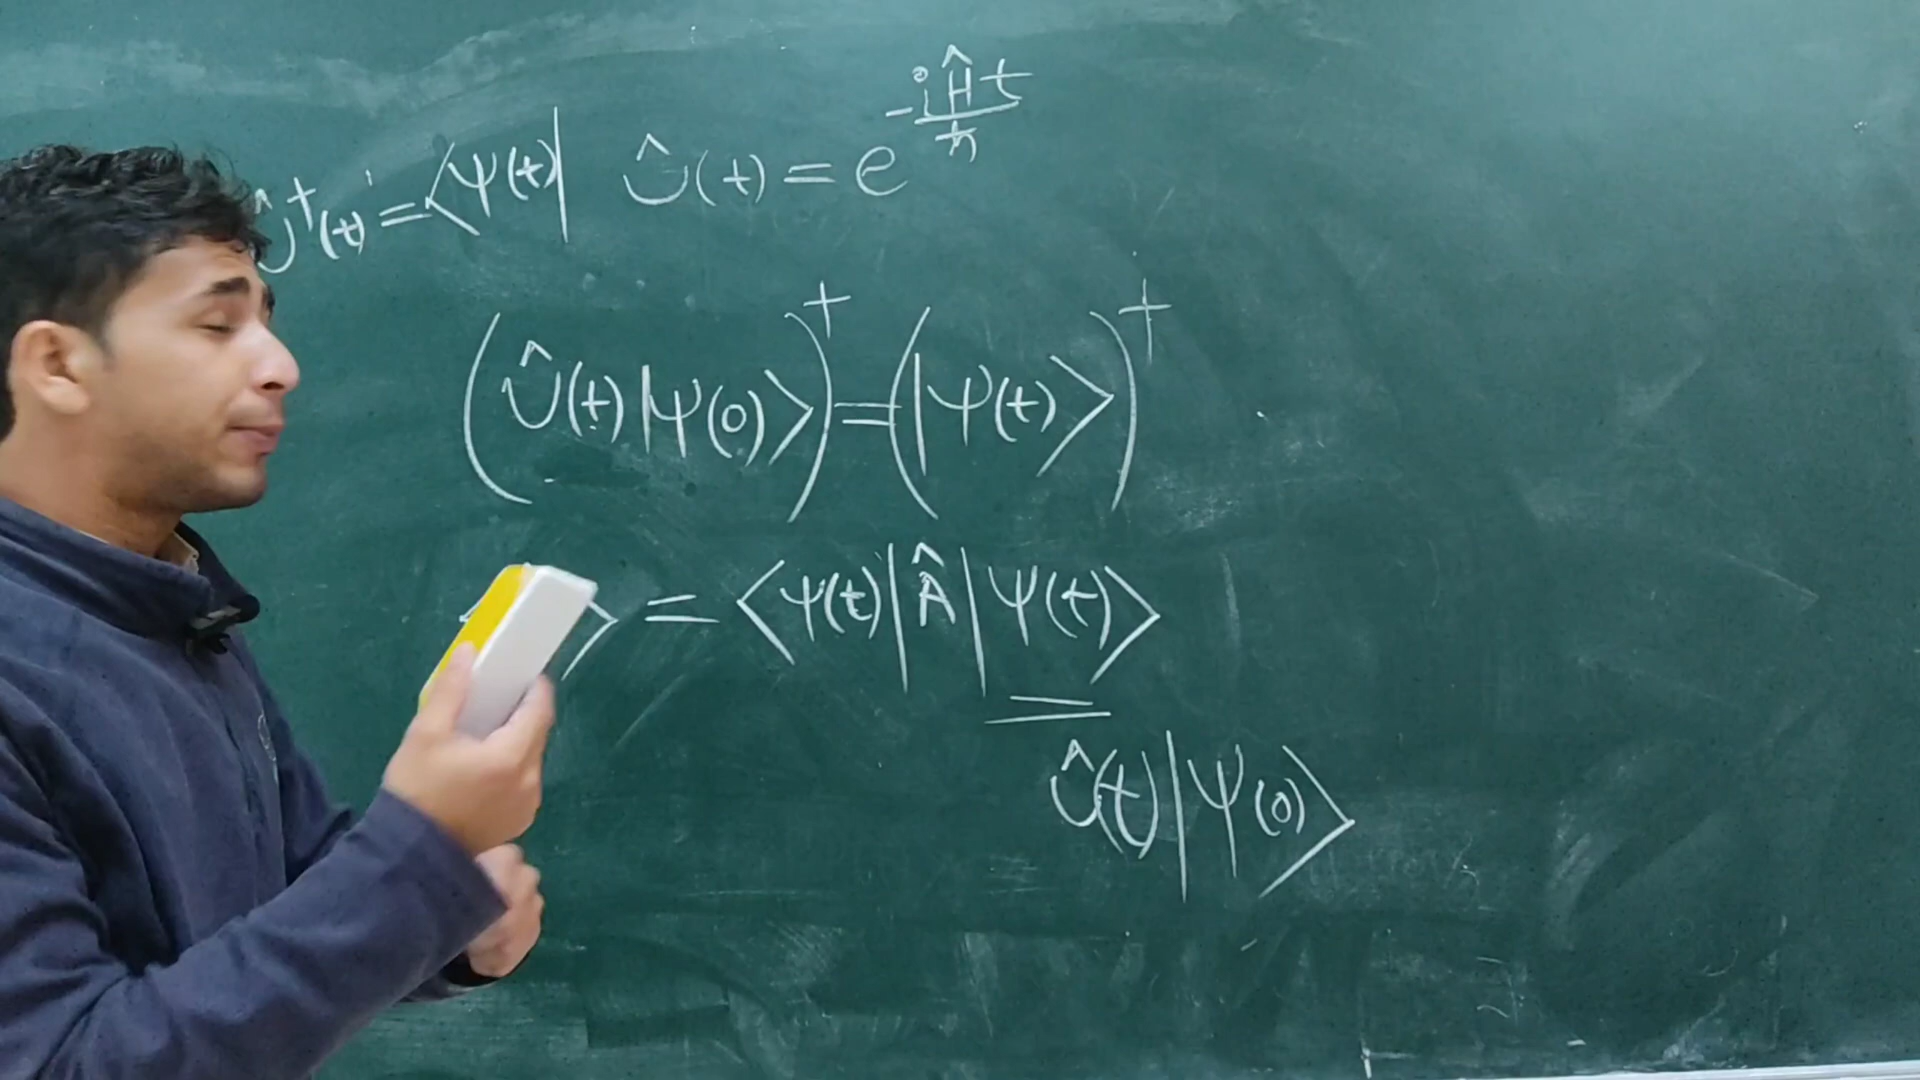 Û†(t) = ⟨Ψ(t)| Û(t) = e^(-iĤt/ħ)
(Û(t)|Ψ(0)⟩)† = (|Ψ(t)⟩)†
⟩ = ⟨Ψ(t)|Â|Ψ(t)⟩
Û(t)|Ψ(0)⟩